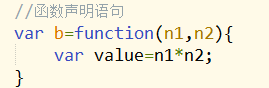 //函数声明语句
var b=function(n1,n2){
    var value=n1*n2;
}